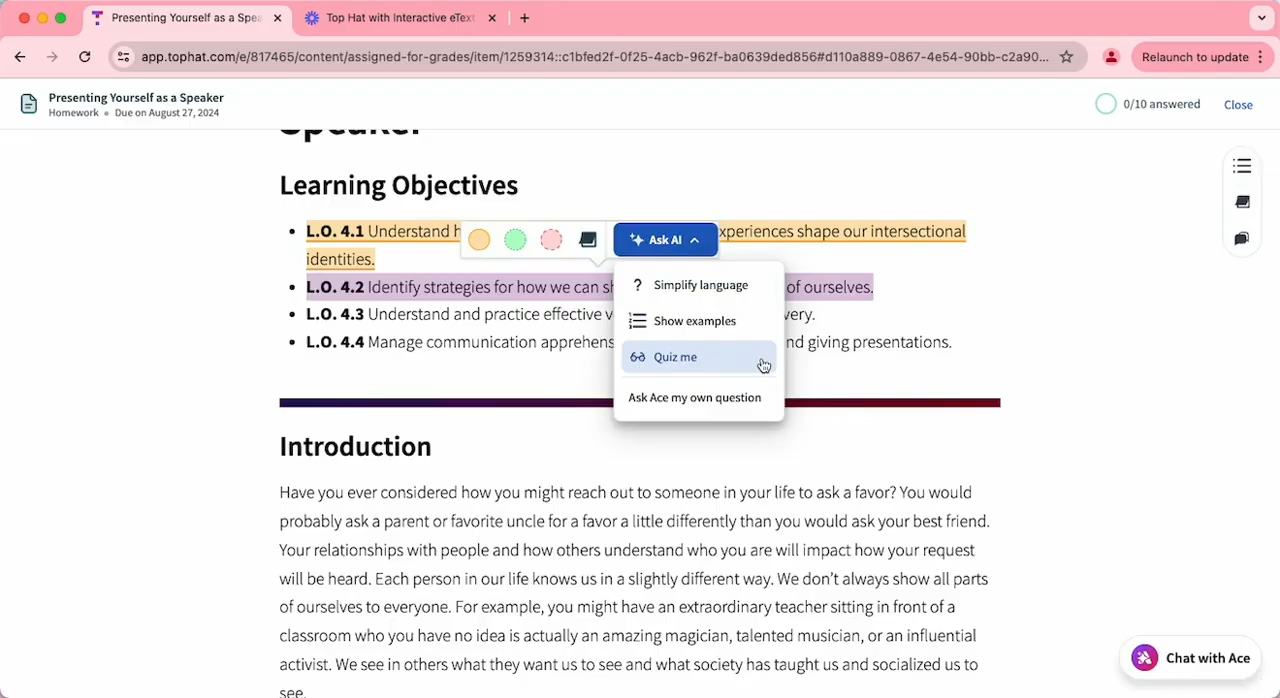 Presenting Yourself as a Spea
Top Hat with Interactive eText
app.tophat.com/e/817465/content/assigned-for-grades/item/1259314::c1bfed2f-0f25-4acb-962f-ba0639ded856#d110a889-0867-4e54-90bb-c2a90...
Relaunch to update
Presenting Yourself as a Speaker
Homework • Due on August 27, 2024
0/10 answered
Close
Speaker
Learning Objectives
• L.O. 4.1 Understand h xperiences shape our intersectional
identities.
• L.O. 4.2 Identify strategies for how we can sh of ourselves.
• L.O. 4.3 Understand and practice effective v very.
• L.O. 4.4 Manage communication apprehens nd giving presentations.
Ask AI
? Simplify language
Show examples
Quiz me
Ask Ace my own question
Introduction
Have you ever considered how you might reach out to someone in your life to ask a favor? You would
probably ask a parent or favorite uncle for a favor a little differently than you would ask your best friend.
Your relationships with people and how others understand who you are will impact how your request
will be heard. Each person in our life knows us in a slightly different way. We don't always show all parts
of ourselves to everyone. For example, you might have an extraordinary teacher sitting in front of a
classroom who you have no idea is actually an amazing magician, talented musician, or an influential
activist. We see in others what they want us to see and what society has taught us and socialized us to
see.
Chat with Ace